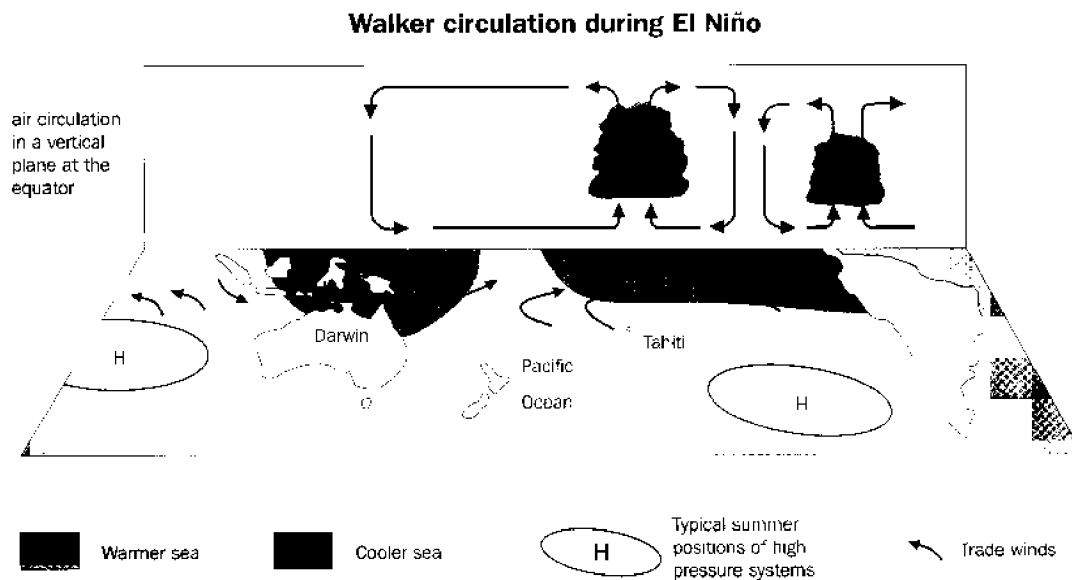 Walker circulation during El Niño
air circulation
in a vertical
plane at the
equator
H
Darwin
Tahiti
Pacific
Ocean
H
Warmer sea
Cooler sea
H
Typical summer
positions of high
pressure systems
Trade winds